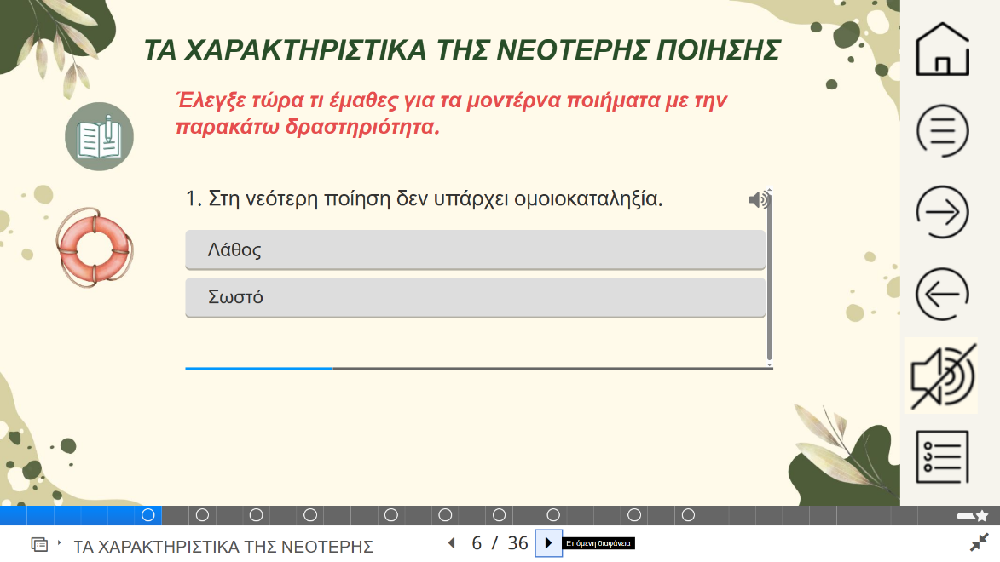 ΤΑ ΧΑΡΑΚΤΗΡΙΣΤΙΚΑ ΤΗΣ ΝΕΟΤΕΡΗΣ ΠΟΙΗΣΗΣ
Έλεγξε τώρα τι έμαθες για τα μοντέρνα ποιήματα με την
παρακάτω δραστηριότητα.
1. Στη νεότερη ποίηση δεν υπάρχει ομοιοκαταληξία.
Λάθος
Σωστό
ΤΑ ΧΑΡΑΚΤΗΡΙΣΤΙΚΑ ΤΗΣ ΝΕΟΤΕΡΗΣ
6 / 36
Επόμενη διαφάνεια